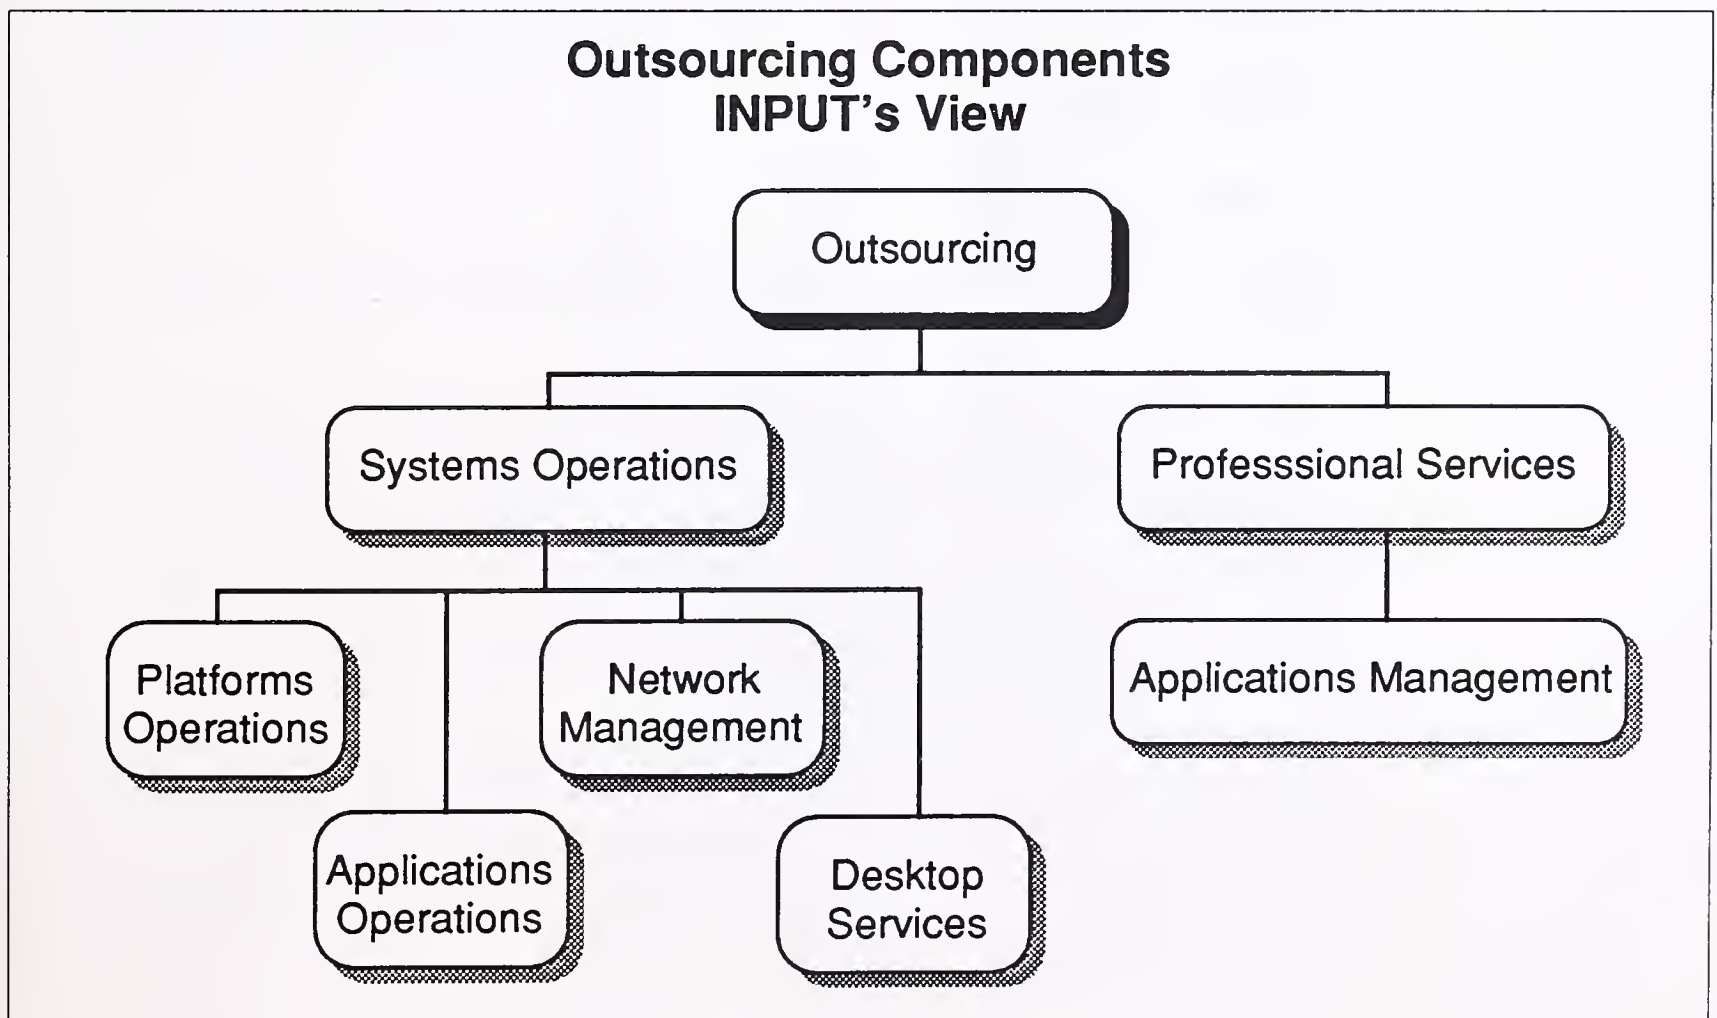 Outsourcing Components
INPUT's View
Outsourcing
Systems Operations
Professsional Services
Platforms
Operations
Network
Management
Applications Management
Applications
Operations
Desktop
Services